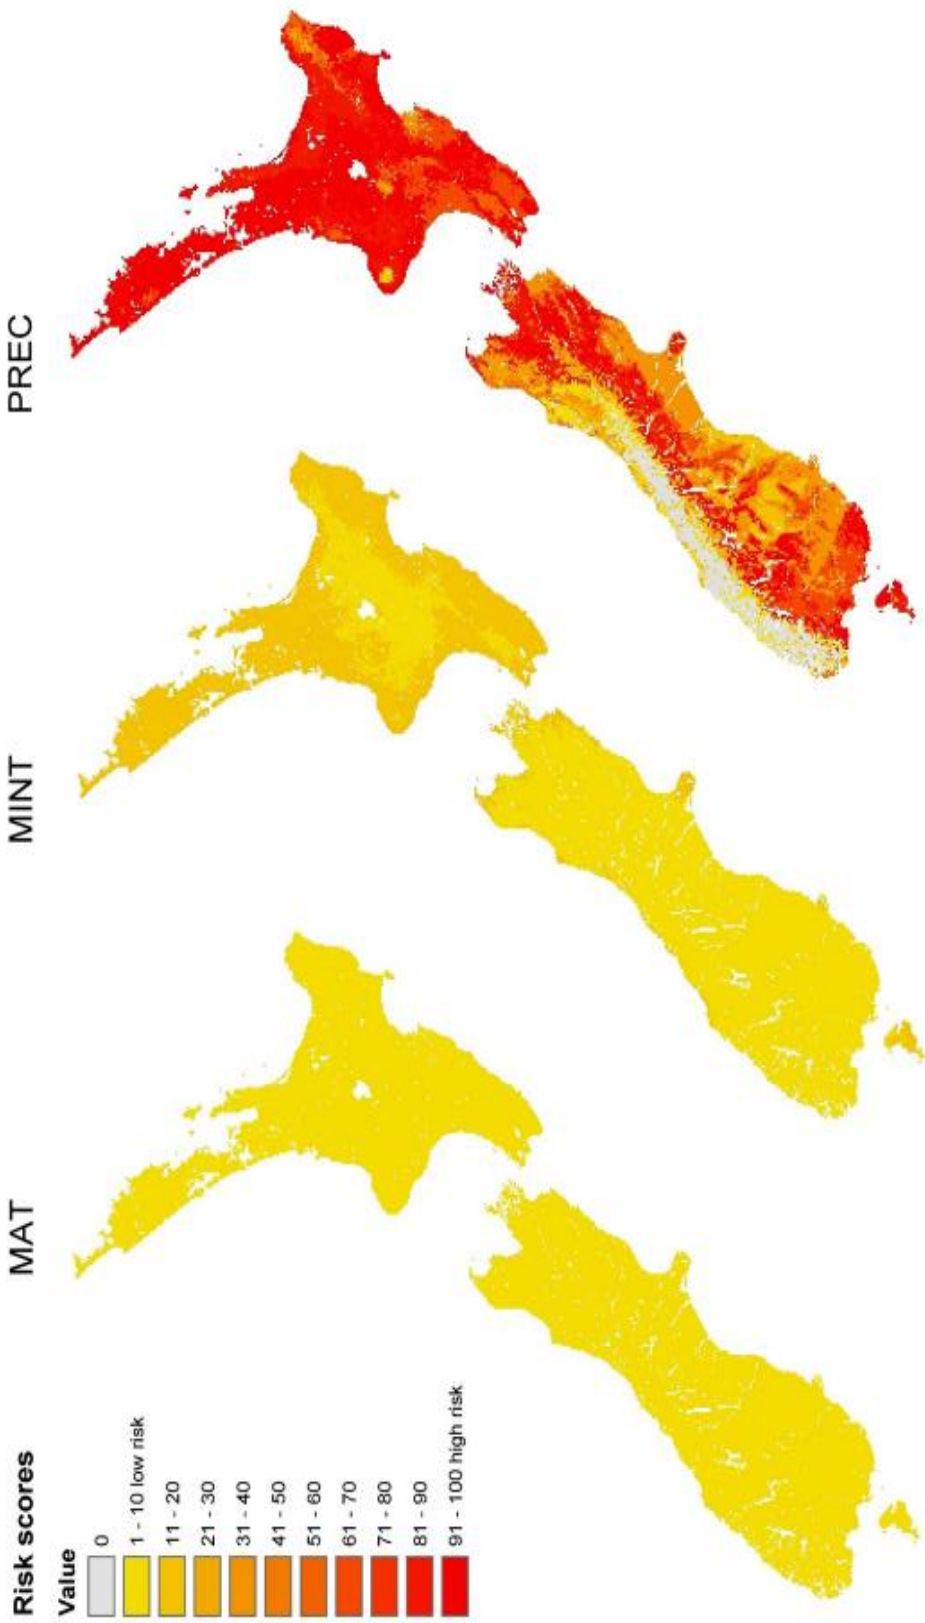 MAT
MINT
PREC
Risk scores
Value
0
1 - 10 low risk
11 - 20
21 - 30
31 - 40
41 - 50
51 - 60
61 - 70
71 - 80
81 - 90
91 - 100 high risk